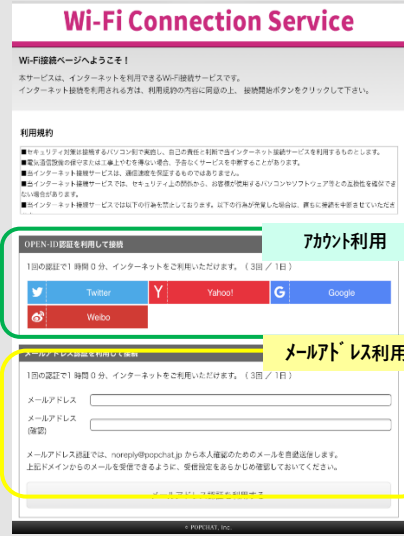 Wi-Fi Connection Service
Wi-Fi接続ページへようこそ！
本サービスは、インターネットを利用できるWi-Fi接続サービスです。
インターネット接続を利用される方は、利用規約の内容に同意の上、 接続開始ボタンをクリックして下さい。
利用規約
■セキュリティ対策は接続するパソコン側で実施し、自己の責任と判断で当インターネット接続サービスを利用するものとします。
■電気通信設備の保守または工事上やむを得ない場合、予告なくサービスを中断することがあります。
■当インターネット接続サービスは、通信速度を保証するものではありません。
■当インターネット接続サービスでは、セキュリティ上の関係から、お客様が使用するパソコンやソフトウェア等との互換性を確保でき
ない場合があります。
■当インターネット接続サービスでは以下の行為を禁止しております。以下の行為が発覚した場合は、直ちに接続を中断させていただき
OPEN-ID認証を利用して接続
アカウント利用
1回の認証で1 時間 0 分、インターネットをご利用いただけます。（ 3回 ／ 1日 ）
Twitter
Yahoo!
Google
Weibo
メールアドレス認証を利用して接続
メールアドレス利用
1回の認証で1 時間 0 分、インターネットをご利用いただけます。（ 3回 ／ 1日 ）
メールアドレス
メールアドレス
(確認)
メールアドレス認証では、noreply@popchat.jp から本人確認のためのメールを自動送信します。
上記ドメインからのメールを受信できるように、受信設定をあらかじめ確認しておいてください。
メールアドレス認証を利用する
© POPCHAT, Inc.